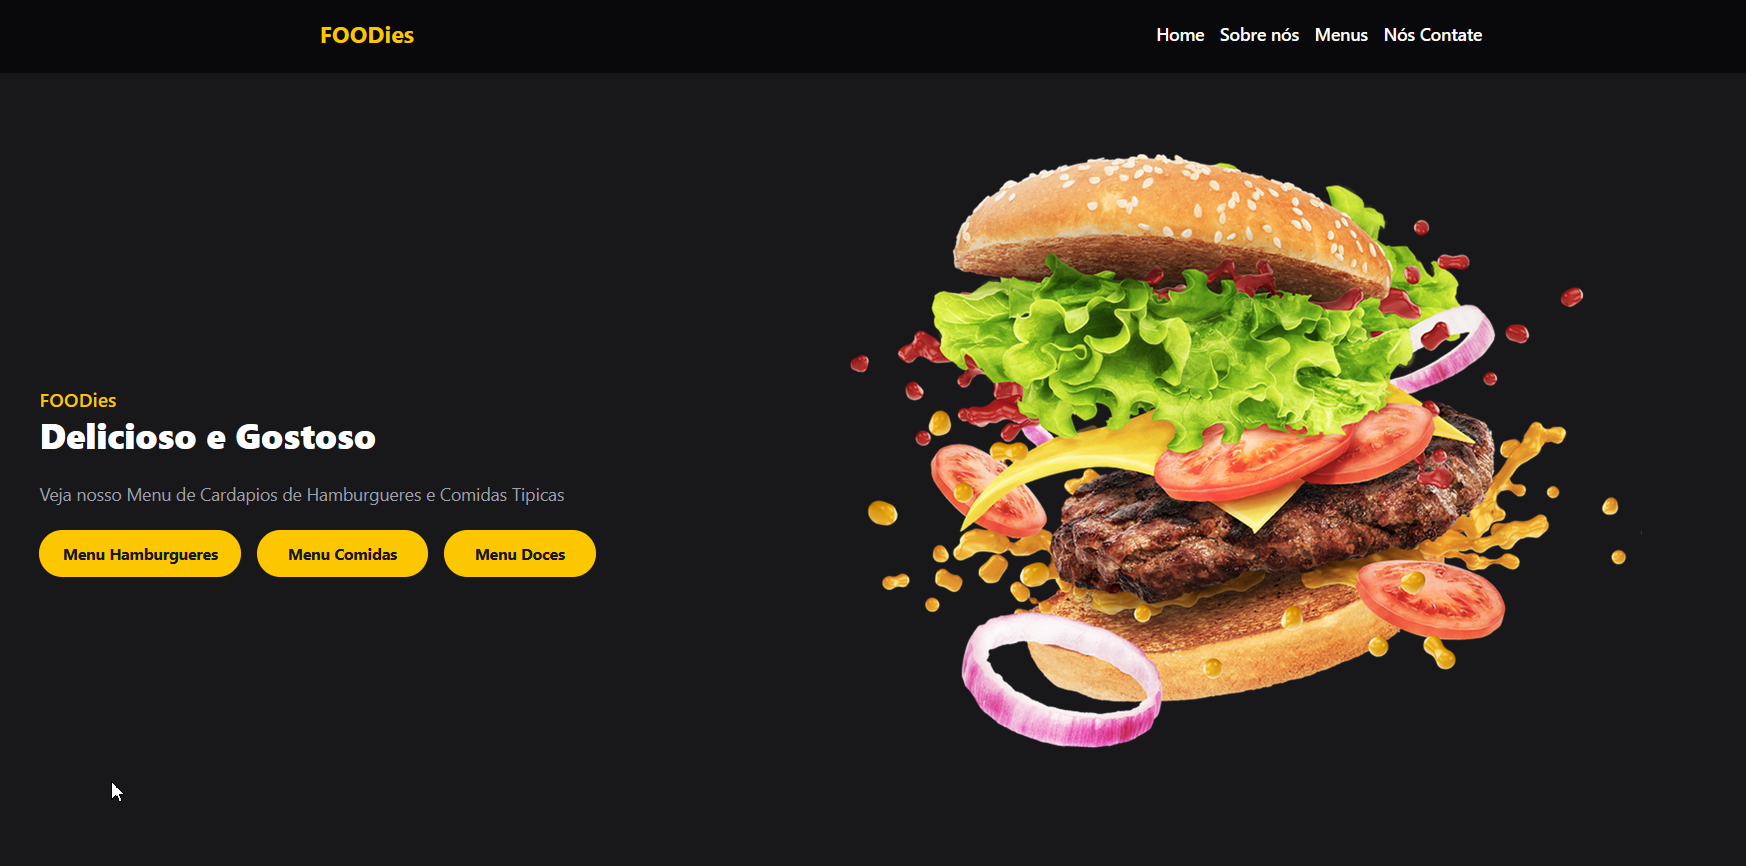 FOODies
Home Sobre nós Menus Nós Contate
FOODies
Delicioso e Gostoso
Veja nosso Menu de Cardapios de Hamburgueres e Comidas Tipicas
Menu Hamburgueres
Menu Comidas
Menu Doces